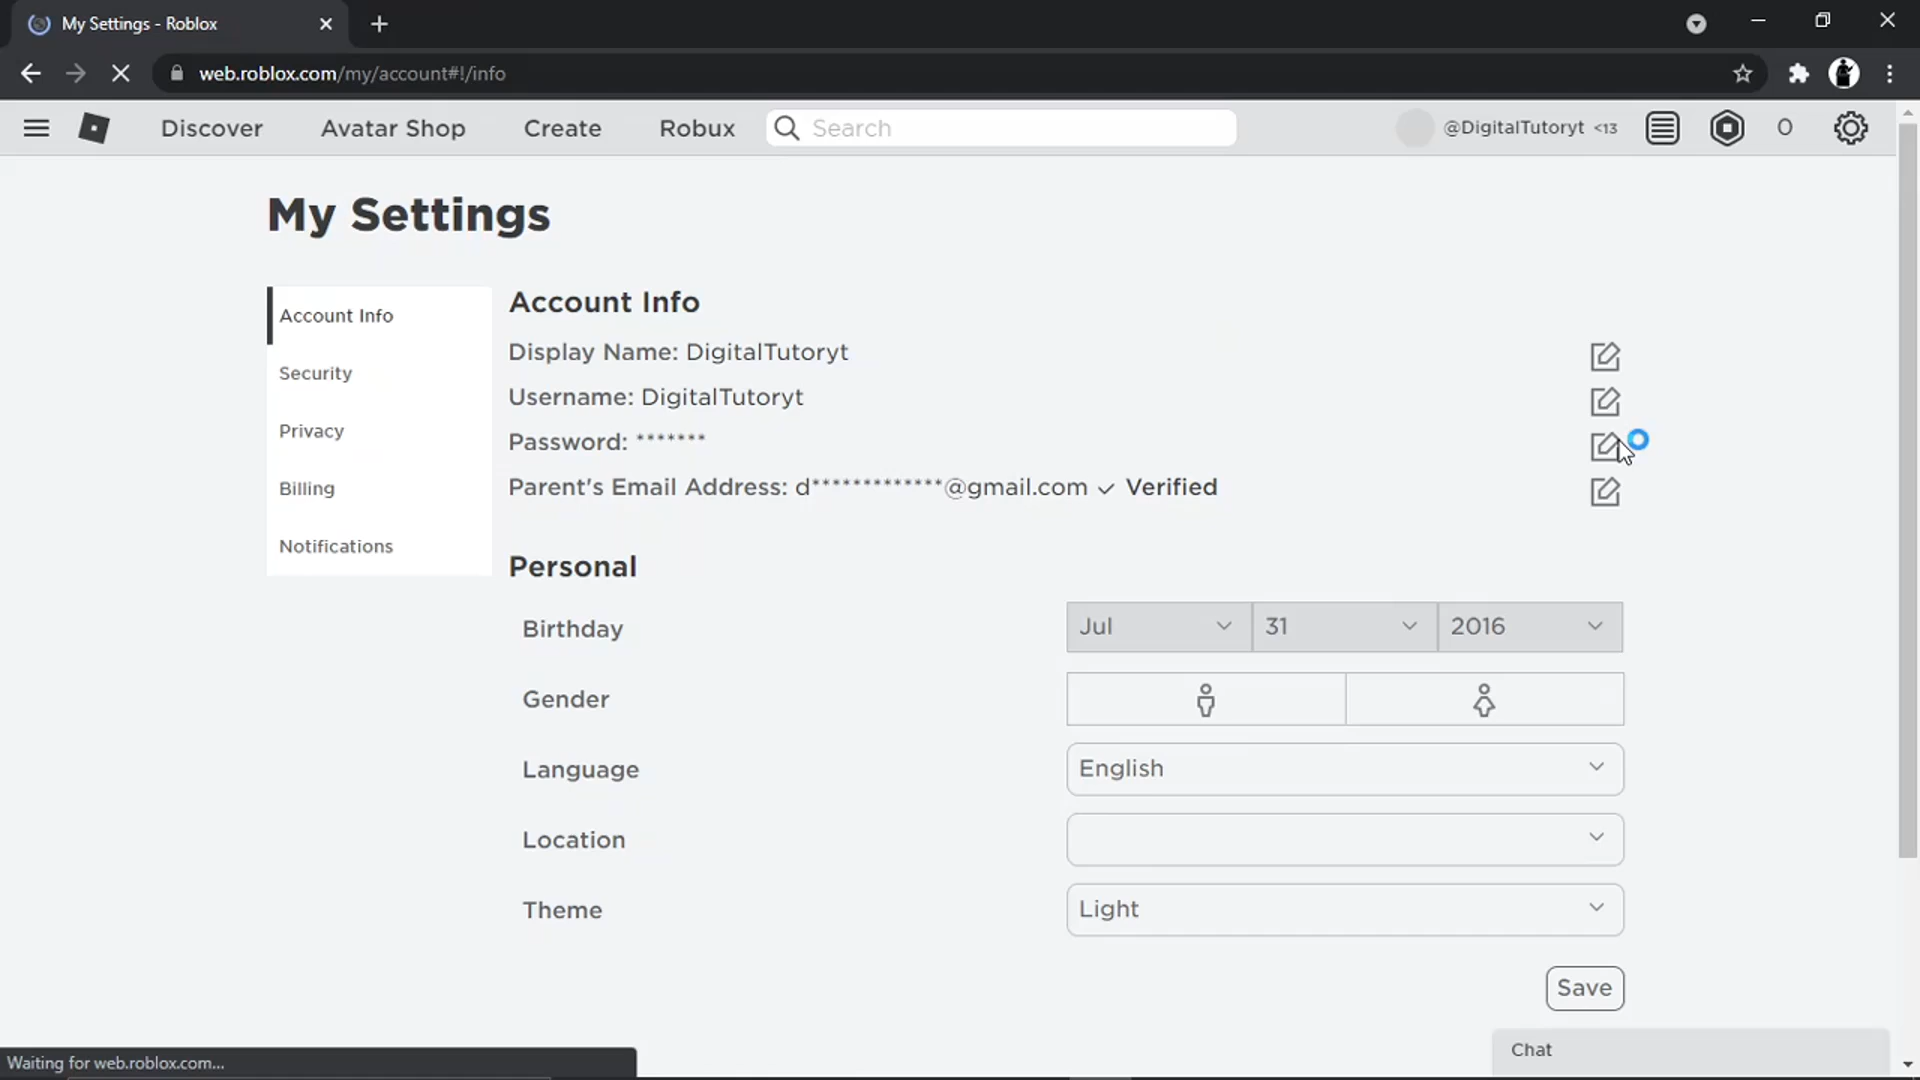 My Settings - Roblox
web.roblox.com/my/account#!/info
Discover Avatar Shop Create Robux Search @DigitalTutoryt <13 0
My Settings
Account Info
Security
Privacy
Billing
Notifications
Account Info
Display Name: DigitalTutoryt
Username: DigitalTutoryt
Password: *******
Parent's Email Address: d*************@gmail.com ✓ Verified
Personal
Birthday Jul 31 2016
Gender
Language English
Location
Theme Light
Save
Chat
Waiting for web.roblox.com...